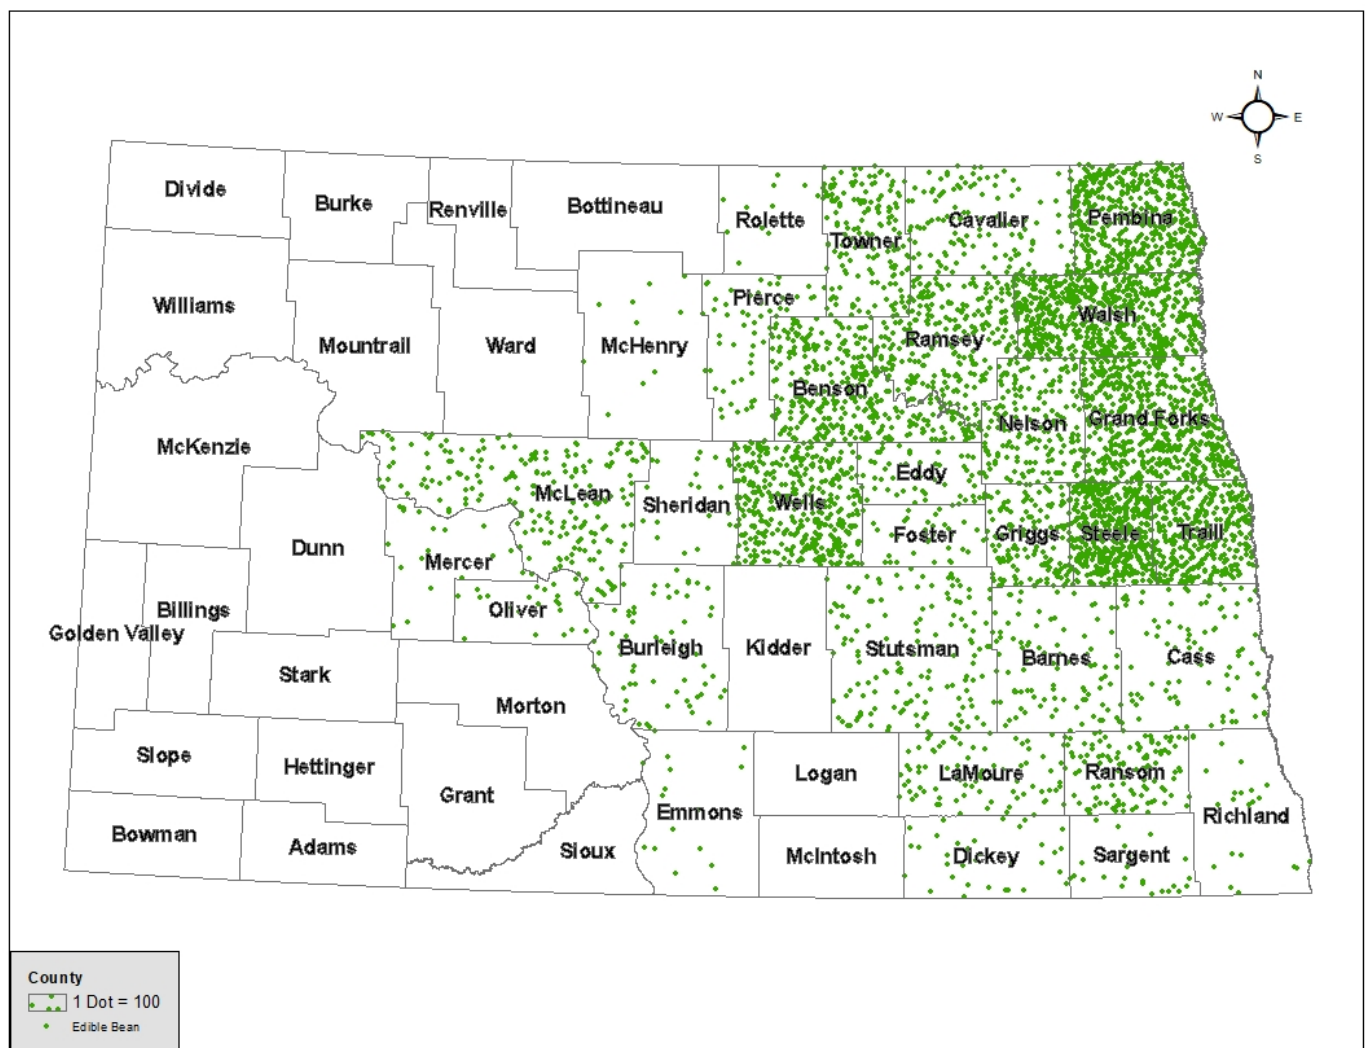 N
W E
S
Divide
Burke
Renville
Bottineau
Rolette
Towner
Cavalier
Pembina
Williams
Mountrail
Ward
McHenry
Pierce
Benson
Ramsey
Walsh
McKenzie
Nelson
Grand Forks
Dunn
McLean
Sheridan
Wells
Eddy
Foster
Griggs
Steele
Traill
Mercer
Oliver
Billings
Golden Valley
Stark
Morton
Burleigh
Kidder
Stutsman
Barnes
Cass
Slope
Hettinger
Grant
Emmons
Logan
LaMoure
Ransom
Richland
Bowman
Adams
Sioux
McIntosh
Dickey
Sargent
County
1 Dot = 100
Edible Bean